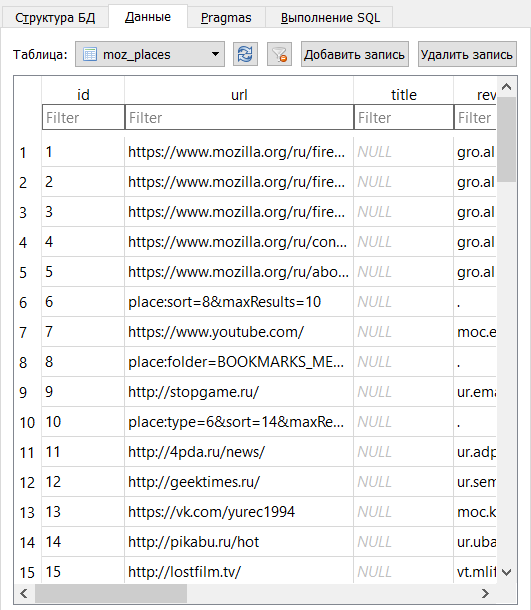 Структура БД Данные Pragmas Выполнение SQL
Таблица: moz_places Добавить запись Удалить запись
id url title rev
Filter Filter Filter Filter
1 1 https://www.mozilla.org/ru/fire... NULL gro.al
2 2 https://www.mozilla.org/ru/fire... NULL gro.al
3 3 https://www.mozilla.org/ru/fire... NULL gro.al
4 4 https://www.mozilla.org/ru/con... NULL gro.al
5 5 https://www.mozilla.org/ru/abo... NULL gro.al
6 6 place:sort=8&maxResults=10 NULL .
7 7 https://www.youtube.com/ NULL moc.e
8 8 place:folder=BOOKMARKS_ME... NULL .
9 9 http://stopgame.ru/ NULL ur.ema
10 10 place:type=6&sort=14&maxRe... NULL .
11 11 http://4pda.ru/news/ NULL ur.adp
12 12 http://geektimes.ru/ NULL ur.sem
13 13 https://vk.com/yurec1994 NULL moc.k
14 14 http://pikabu.ru/hot NULL ur.uba
15 15 http://lostfilm.tv/ NULL vt.mlif